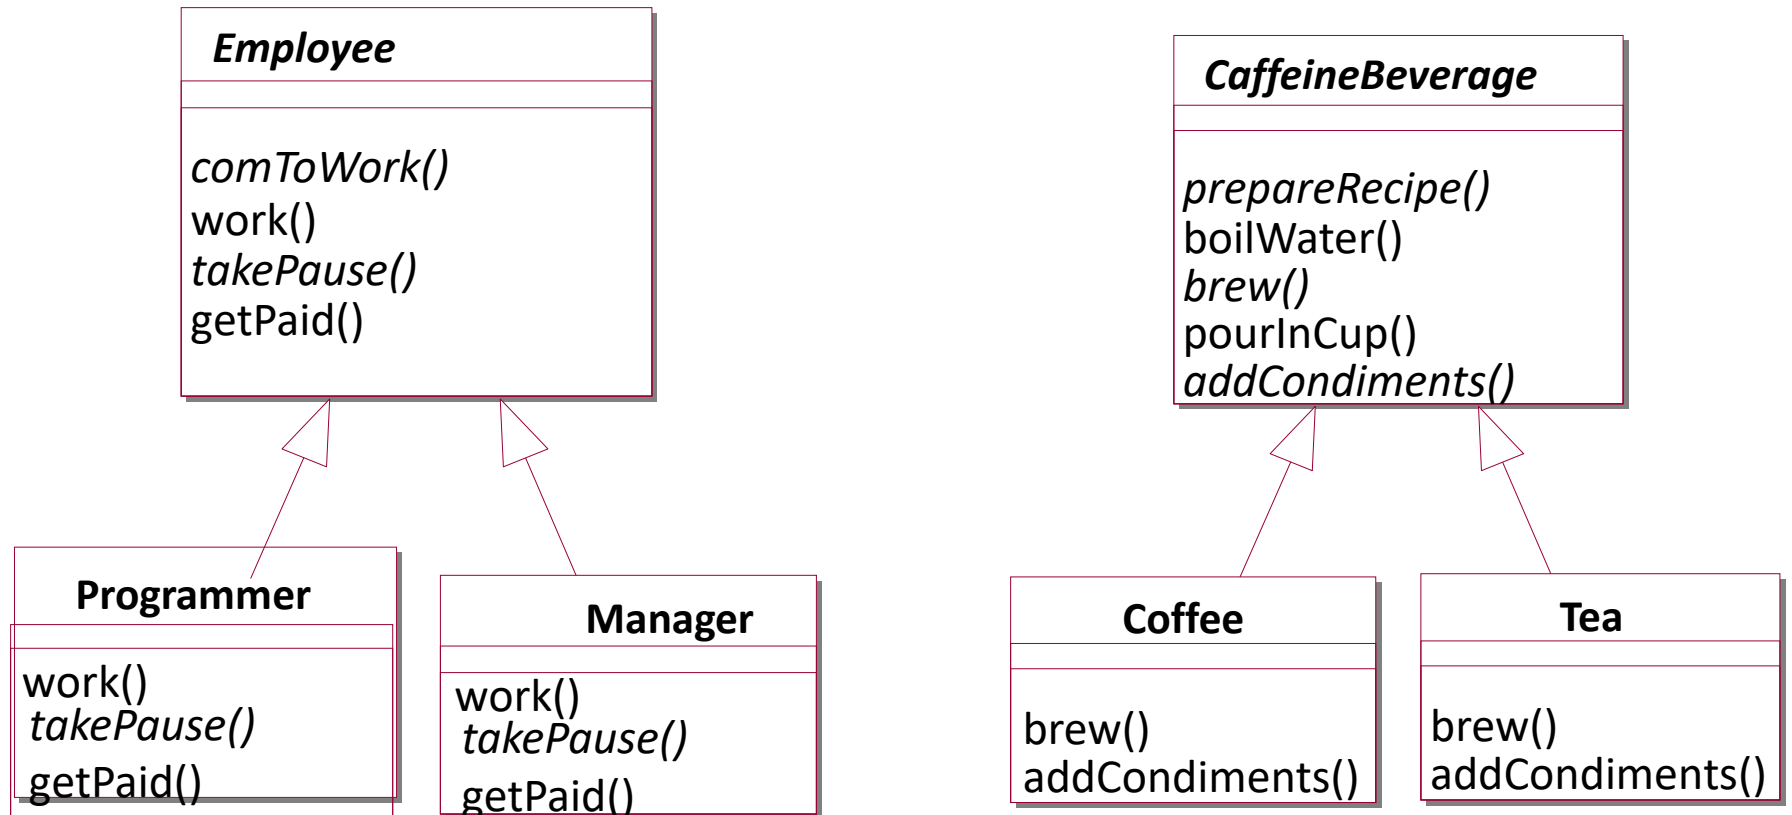 Employee
comToWork()
work()
takePause()
getPaid()
CaffeineBeverage
prepareRecipe()
boilWater()
brew()
pourInCup()
addCondiments()
Programmer
work()
takePause()
getPaid()
Manager
work()
takePause()
getPaid()
Coffee
brew()
addCondiments()
Tea
brew()
addCondiments()